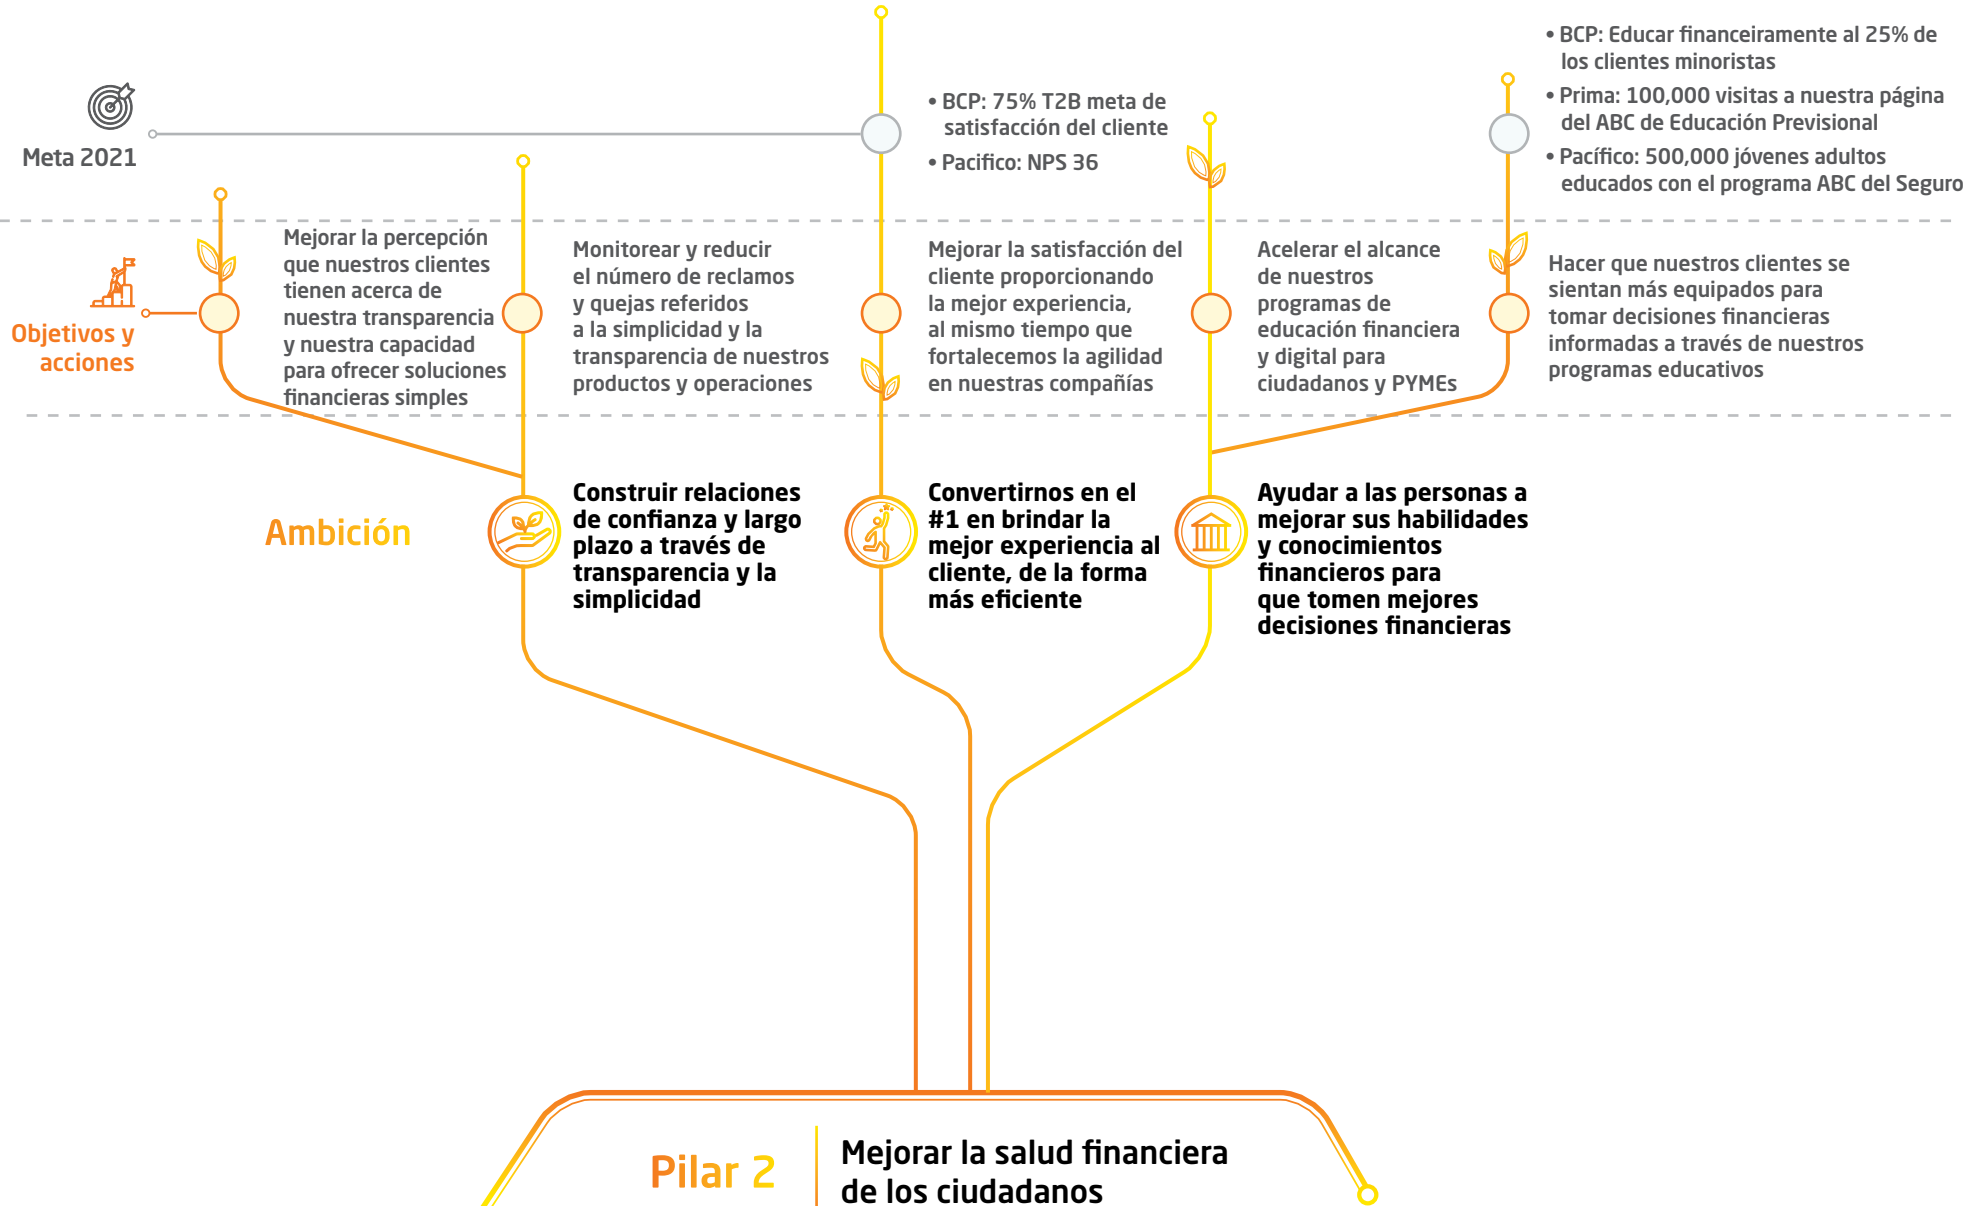 Meta 2021
• BCP: 75% T2B meta de
satisfacción del cliente
• Pacifico: NPS 36
• BCP: Educar financeiramente al 25% de
los clientes minoristas
• Prima: 100,000 visitas a nuestra página
del ABC de Educación Previsional
• Pacífico: 500,000 jóvenes adultos
educados con el programa ABC del Seguro
Objetivos y
acciones
Mejorar la percepción
que nuestros clientes
tienen acerca de
nuestra transparencia
y nuestra capacidad
para ofrecer soluciones
financieras simples
Monitorear y reducir
el número de reclamos
y quejas referidos
a la simplicidad y la
transparencia de nuestros
productos y operaciones
Mejorar la satisfacción del
cliente proporcionando
la mejor experiencia,
al mismo tiempo que
fortalecemos la agilidad
en nuestras compañías
Acelerar el alcance
de nuestros
programas de
educación financiera
y digital para
ciudadanos y PYMEs
Hacer que nuestros clientes se
sientan más equipados para
tomar decisiones financieras
informadas a través de nuestros
programas educativos
Ambición
Construir relaciones
de confianza y largo
plazo a través de
transparencia y la
simplicidad
Convertirnos en el
#1 en brindar la
mejor experiencia al
cliente, de la forma
más eficiente
Ayudar a las personas a
mejorar sus habilidades
y conocimientos
financieros para
que tomen mejores
decisiones financieras
Pilar 2
Mejorar la salud financiera
de los ciudadanos